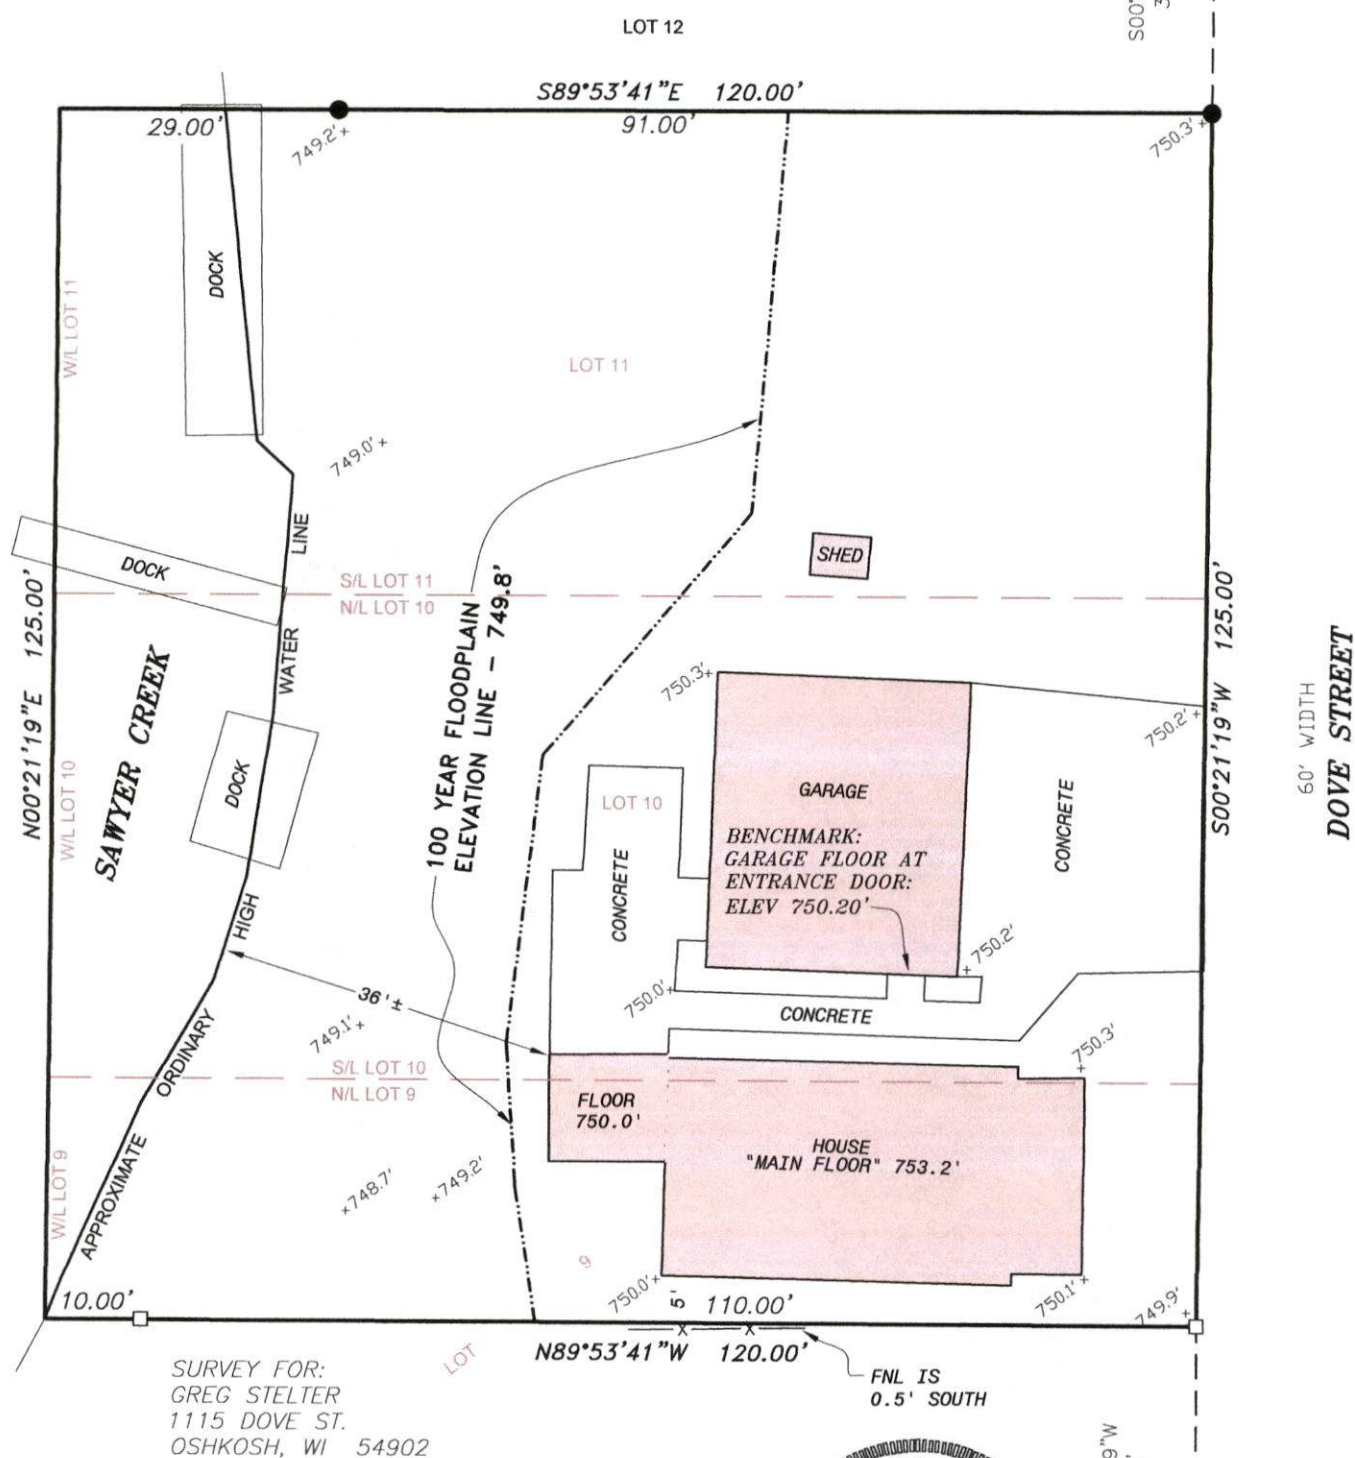 LOT 12
S00°
S89°53'41"E 120.00'
29.00'
91.00'
749.2'
750.3'
DOCK
W/L LOT 11
LOT 11
749.0'
LINE
DOCK
SHED
S/L LOT 11
N/L LOT 10
N00°21'19"E 125.00'
S00°21'19"W 125.00'
WATER
SAWYER CREEK
100 YEAR FLOODPLAIN
ELEVATION LINE - 749.8'
750.3'
750.2'
60' WIDTH
DOVE STREET
W/L LOT 10
DOCK
LOT 10
GARAGE
CONCRETE
CONCRETE
BENCHMARK:
GARAGE FLOOR AT
ENTRANCE DOOR:
ELEV 750.20'
HIGH
750.2'
36'±
750.0'
CONCRETE
749.1'
ORDINARY
750.3'
S/L LOT 10
N/L LOT 9
FLOOR
750.0'
HOUSE
"MAIN FLOOR" 753.2'
W/L LOT 9
APPROXIMATE
748.7'
749.2'
9
750.0'
5'
750.1'
749.9'
10.00'
110.00'
N89°53'41"W 120.00'
LOT
FNL IS
0.5' SOUTH
SURVEY FOR:
GREG STELTER
1115 DOVE ST.
OSHKOSH, WI 54902
9"W